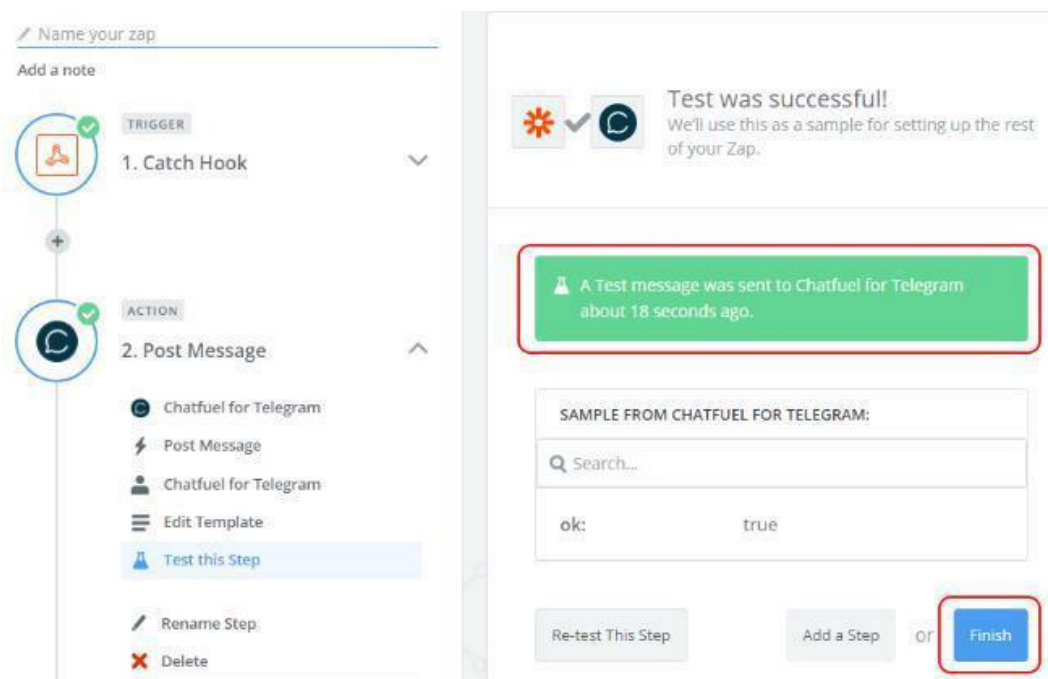 Name your zap
Add a note
TRIGGER
1. Catch Hook
ACTION
2. Post Message
Chatfuel for Telegram
Post Message
Chatfuel for Telegram
Edit Template
Test this Step
Rename Step
Delete
Test was successful!
We'll use this as a sample for setting up the rest
of your Zap.
A Test message was sent to Chatfuel for Telegram
about 18 seconds ago.
SAMPLE FROM CHATFUEL FOR TELEGRAM:
Search...
ok: true
Re-test This Step
Add a Step or Finish